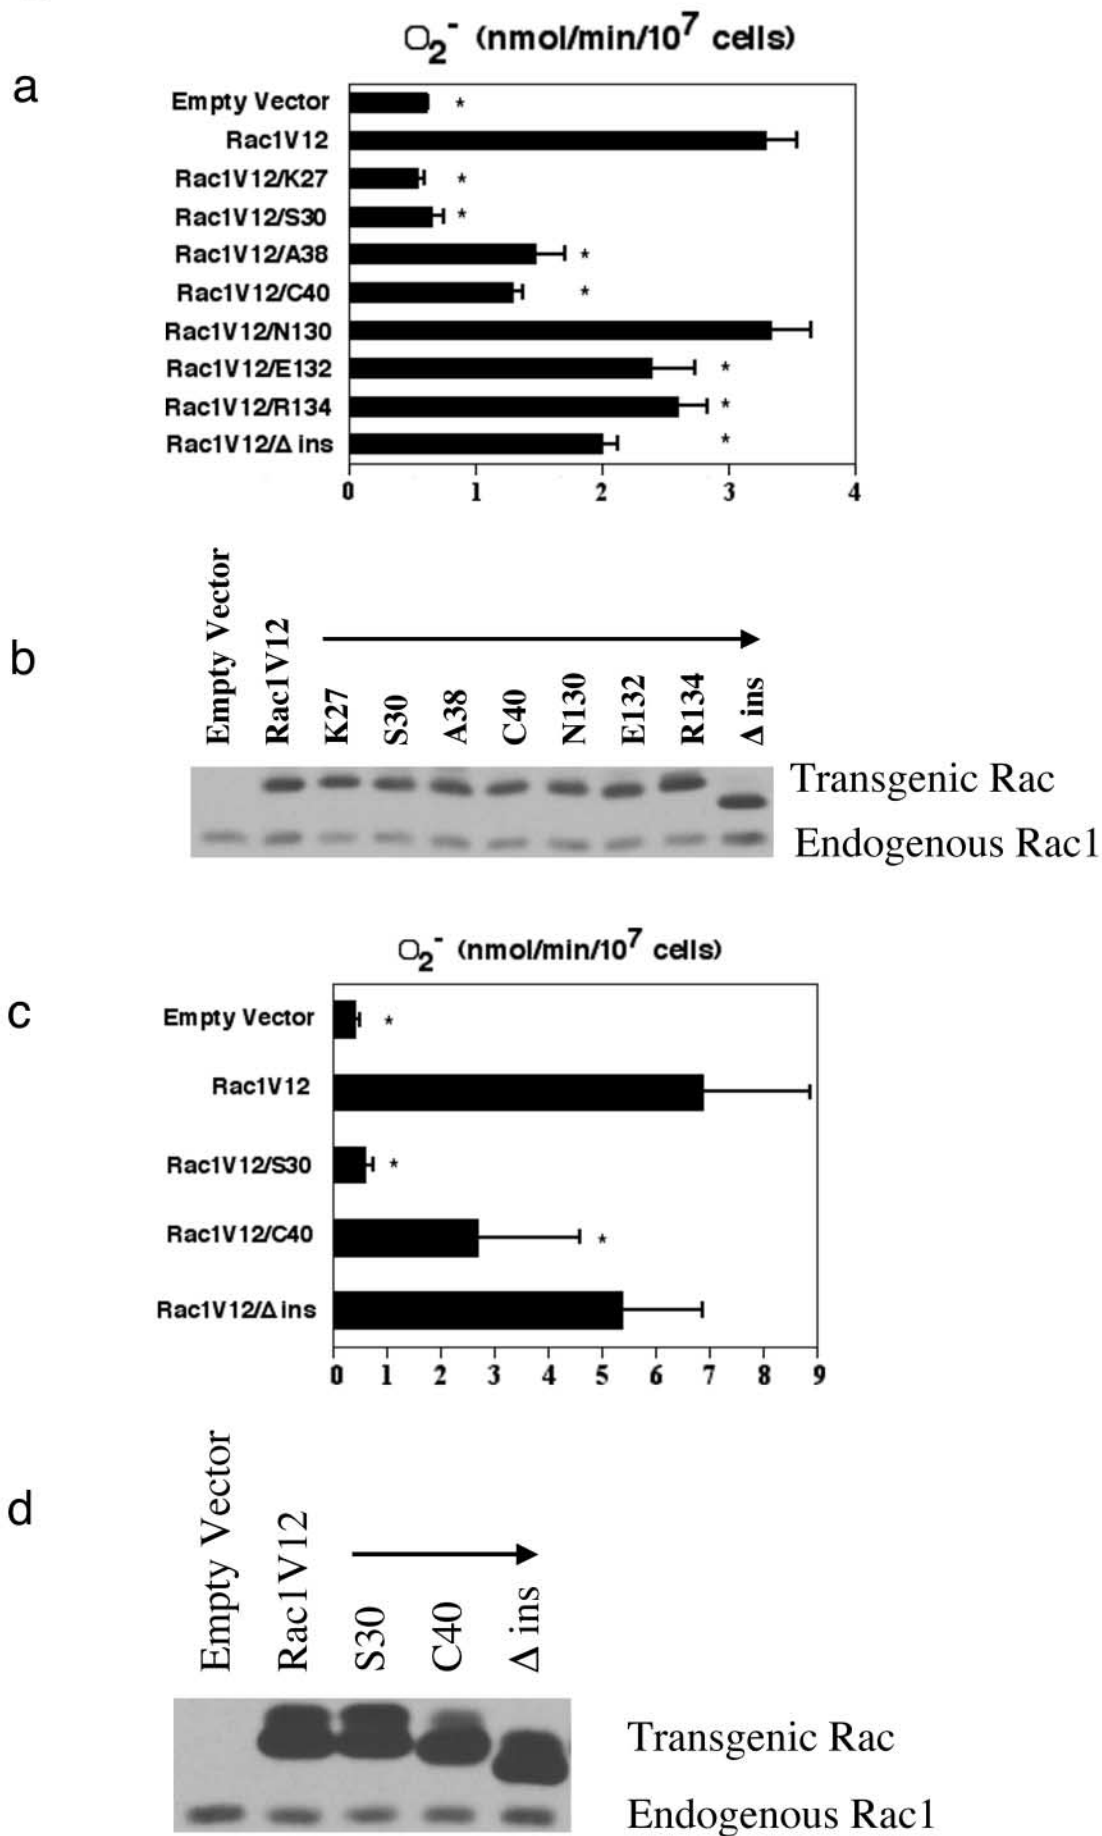 a
O2- (nmol/min/10^7 cells)
Empty Vector *
Rac1V12
Rac1V12/K27 *
Rac1V12/S30 *
Rac1V12/A38 *
Rac1V12/C40 *
Rac1V12/N130
Rac1V12/E132 *
Rac1V12/R134 *
Rac1V12/Δ ins *
0 1 2 3 4
b
Empty Vector Rac1V12 K27 S30 A38 C40 N130 E132 R134 Δ ins
Transgenic Rac
Endogenous Rac1
O2- (nmol/min/10^7 cells)
c
Empty Vector *
Rac1V12
Rac1V12/S30 *
Rac1V12/C40 *
Rac1V12/Δ ins
0 1 2 3 4 5 6 7 8 9
d
Empty Vector Rac1V12 S30 C40 Δ ins
Transgenic Rac
Endogenous Rac1